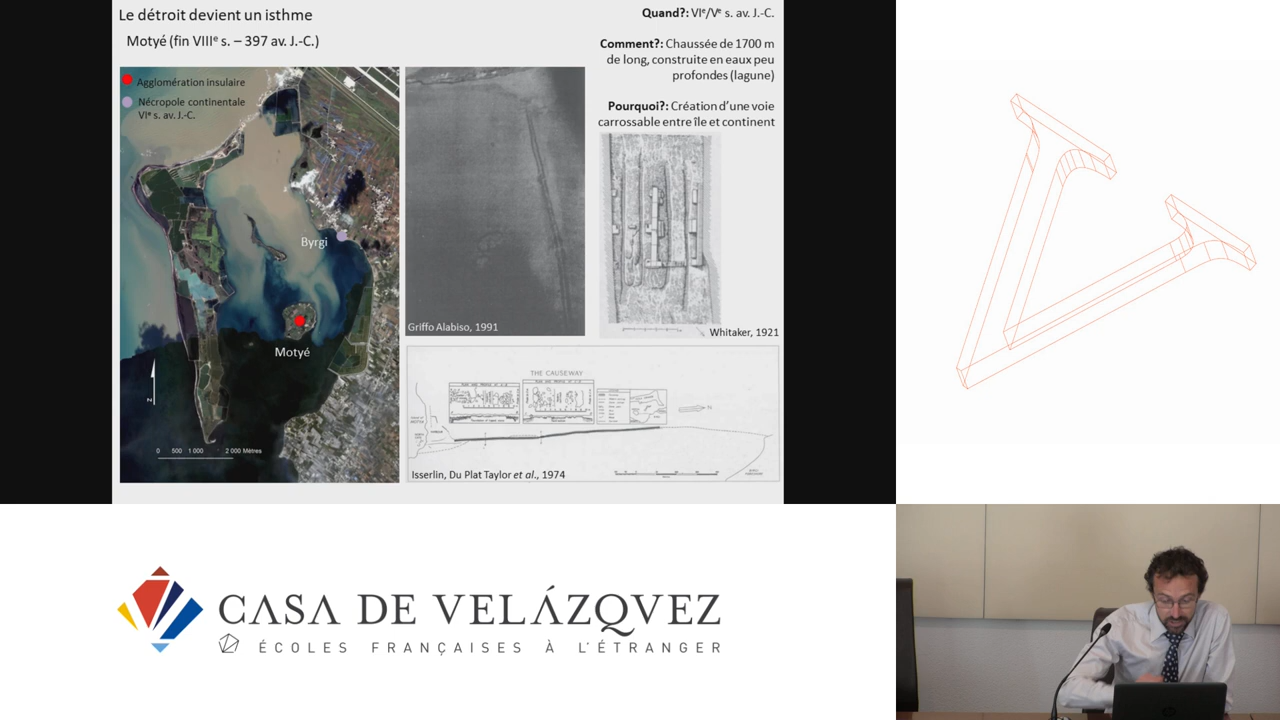 Le détroit devient un isthme
Motyé (fin VIIIᵉ s. – 397 av. J.-C.)
Quand?: VIᵉ/Vᵉ s. av. J.-C.
Comment?: Chaussée de 1700 m
de long, construite en eaux peu
profondes (lagune)
Pourquoi?: Création d'une voie
carrossable entre île et continent
Agglomération insulaire
Nécropole continentale
VIᵉ s. av. J.-C.
Byrgi
Motyé
N
0 500 1 000 2 000 Mètres
Griffo Alabiso, 1991
Whitaker, 1921
THE CAUSEWAY
Isserlin, Du Plat Taylor et al., 1974
CASA DE VELÁZQVEZ
ÉCOLES FRANÇAISES À L'ÉTRANGER